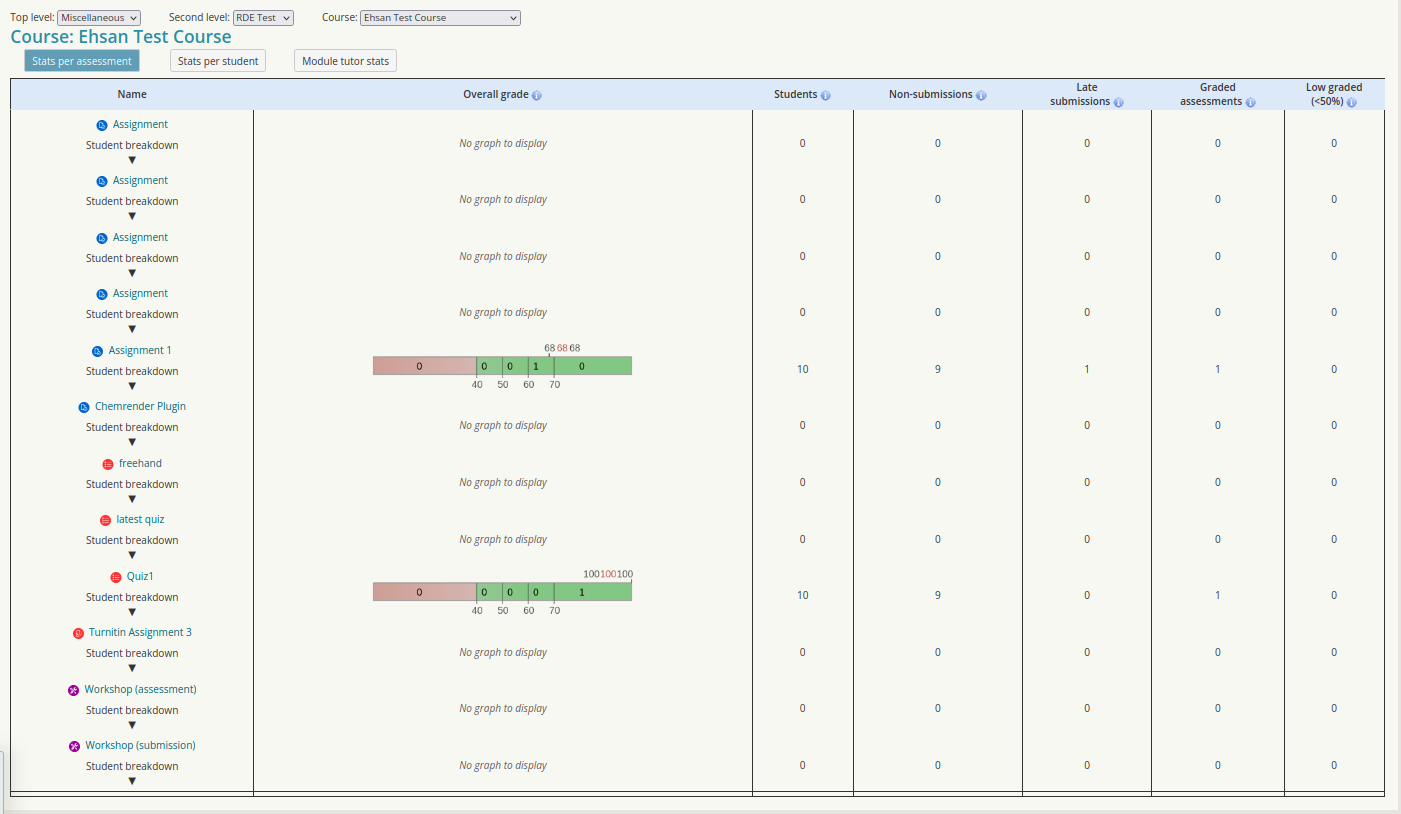 Top level: Miscellaneous Second level: RDE Test Course: Ehsan Test Course
Course: Ehsan Test Course
Stats per assessment Stats per student Module tutor stats
Name Overall grade Students Non-submissions Late submissions Graded assessments Low graded (<50%)
Assignment
Student breakdown No graph to display 0 0 0 0 0
Assignment
Student breakdown No graph to display 0 0 0 0 0
Assignment
Student breakdown No graph to display 0 0 0 0 0
Assignment
Student breakdown No graph to display 0 0 0 0 0
Assignment 1 68 68 68
Student breakdown 0 0 0 1 0 10 9 1 1 0
40 50 60 70
Chemrender Plugin
Student breakdown No graph to display 0 0 0 0 0
freehand
Student breakdown No graph to display 0 0 0 0 0
latest quiz
Student breakdown No graph to display 0 0 0 0 0
Quiz1 100 100 100
Student breakdown 0 0 0 0 1 10 9 0 1 0
40 50 60 70
Turnitin Assignment 3
Student breakdown No graph to display 0 0 0 0 0
Workshop (assessment)
Student breakdown No graph to display 0 0 0 0 0
Workshop (submission)
Student breakdown No graph to display 0 0 0 0 0